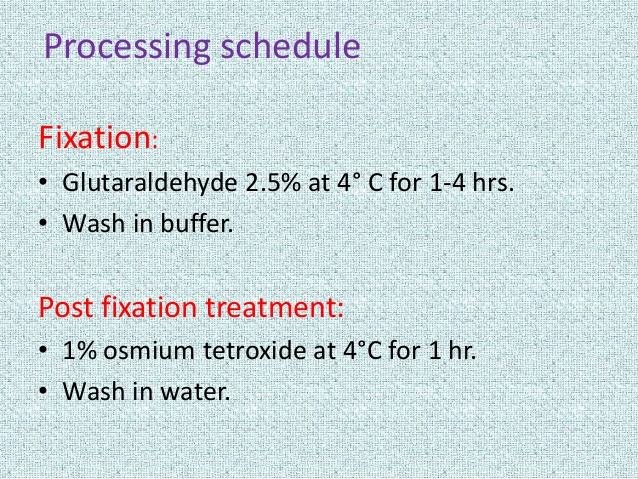 Processing schedule
Fixation:
• Glutaraldehyde 2.5% at 4° C for 1-4 hrs.
• Wash in buffer.
Post fixation treatment:
• 1% osmium tetroxide at 4°C for 1 hr.
• Wash in water.